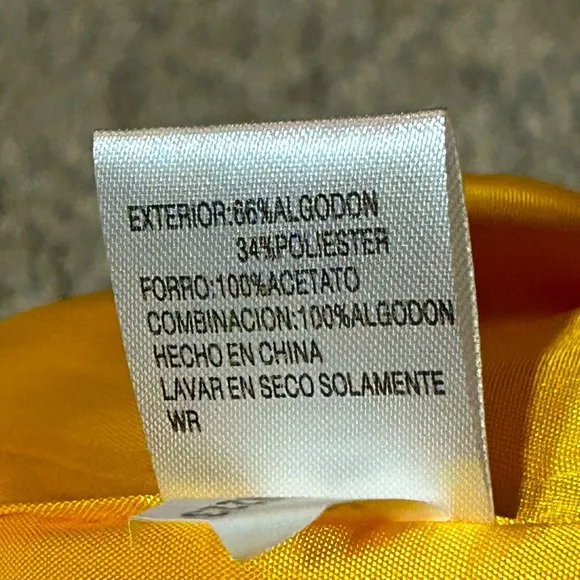 EXTERIOR:66%ALGODON
34%POLIESTER
FORRO:100%ACETATO
COMBINACION:100%ALGODON
HECHO EN CHINA
LAVAR EN SECO SOLAMENTE
WR